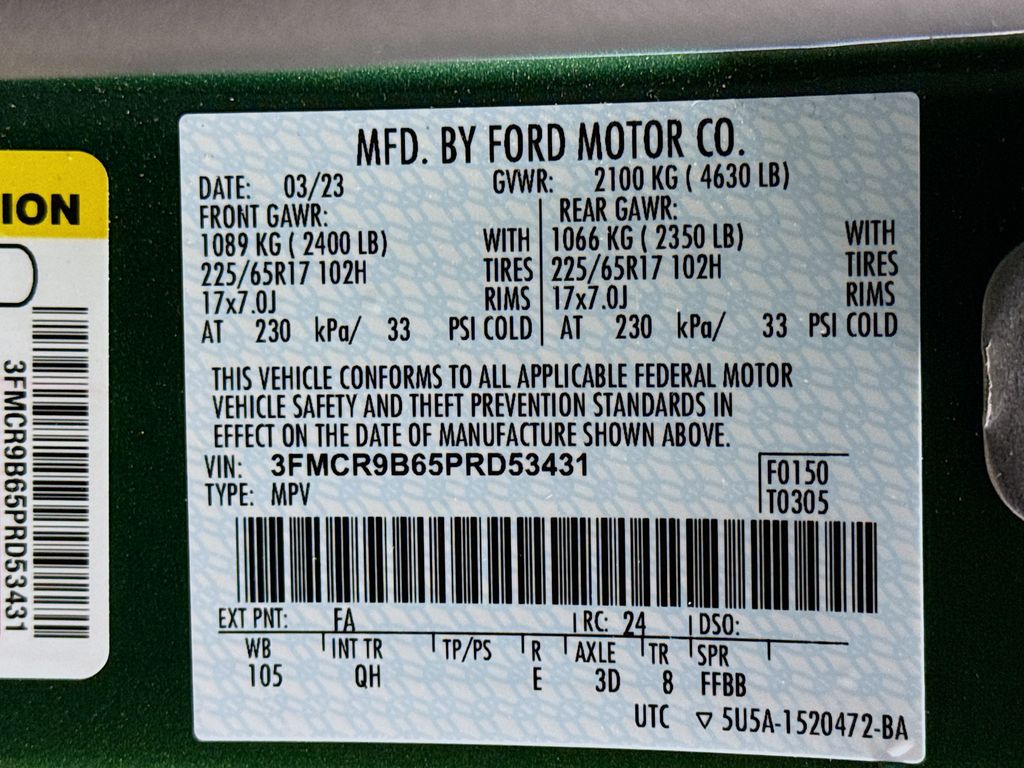 MFD. BY FORD MOTOR CO.
DATE: 03/23 GVWR: 2100 KG ( 4630 LB)
FRONT GAWR: REAR GAWR:
1089 KG ( 2400 LB) WITH 1066 KG ( 2350 LB) WITH
225/65R17 102H TIRES 225/65R17 102H TIRES
17x7.0J RIMS 17x7.0J RIMS
AT 230 kPa/ 33 PSI COLD AT 230 kPa/ 33 PSI COLD
THIS VEHICLE CONFORMS TO ALL APPLICABLE FEDERAL MOTOR
VEHICLE SAFETY AND THEFT PREVENTION STANDARDS IN
EFFECT ON THE DATE OF MANUFACTURE SHOWN ABOVE.
VIN: 3FMCR9B65PRD53431 F0150
TYPE: MPV T0305
EXT PNT: FA RC: 24 DSO:
WB INT TR TP/PS R AXLE TR SPR
105 QH E 3D 8 FFBB
UTC ▽ 5U5A-1520472-BA
ION
3FMCR9B65PRD53431